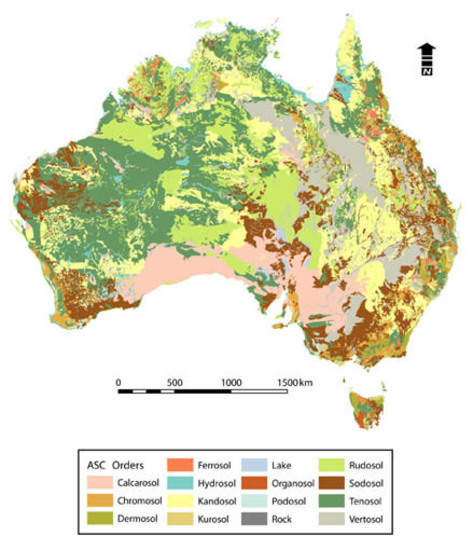 N
0 500 1000 1500 km
ASC Orders
Ferrosol
Lake
Rudosol
Calcarosol
Hydrosol
Organosol
Sodosol
Chromosol
Kandosol
Podosol
Tenosol
Dermosol
Kurosol
Rock
Vertosol